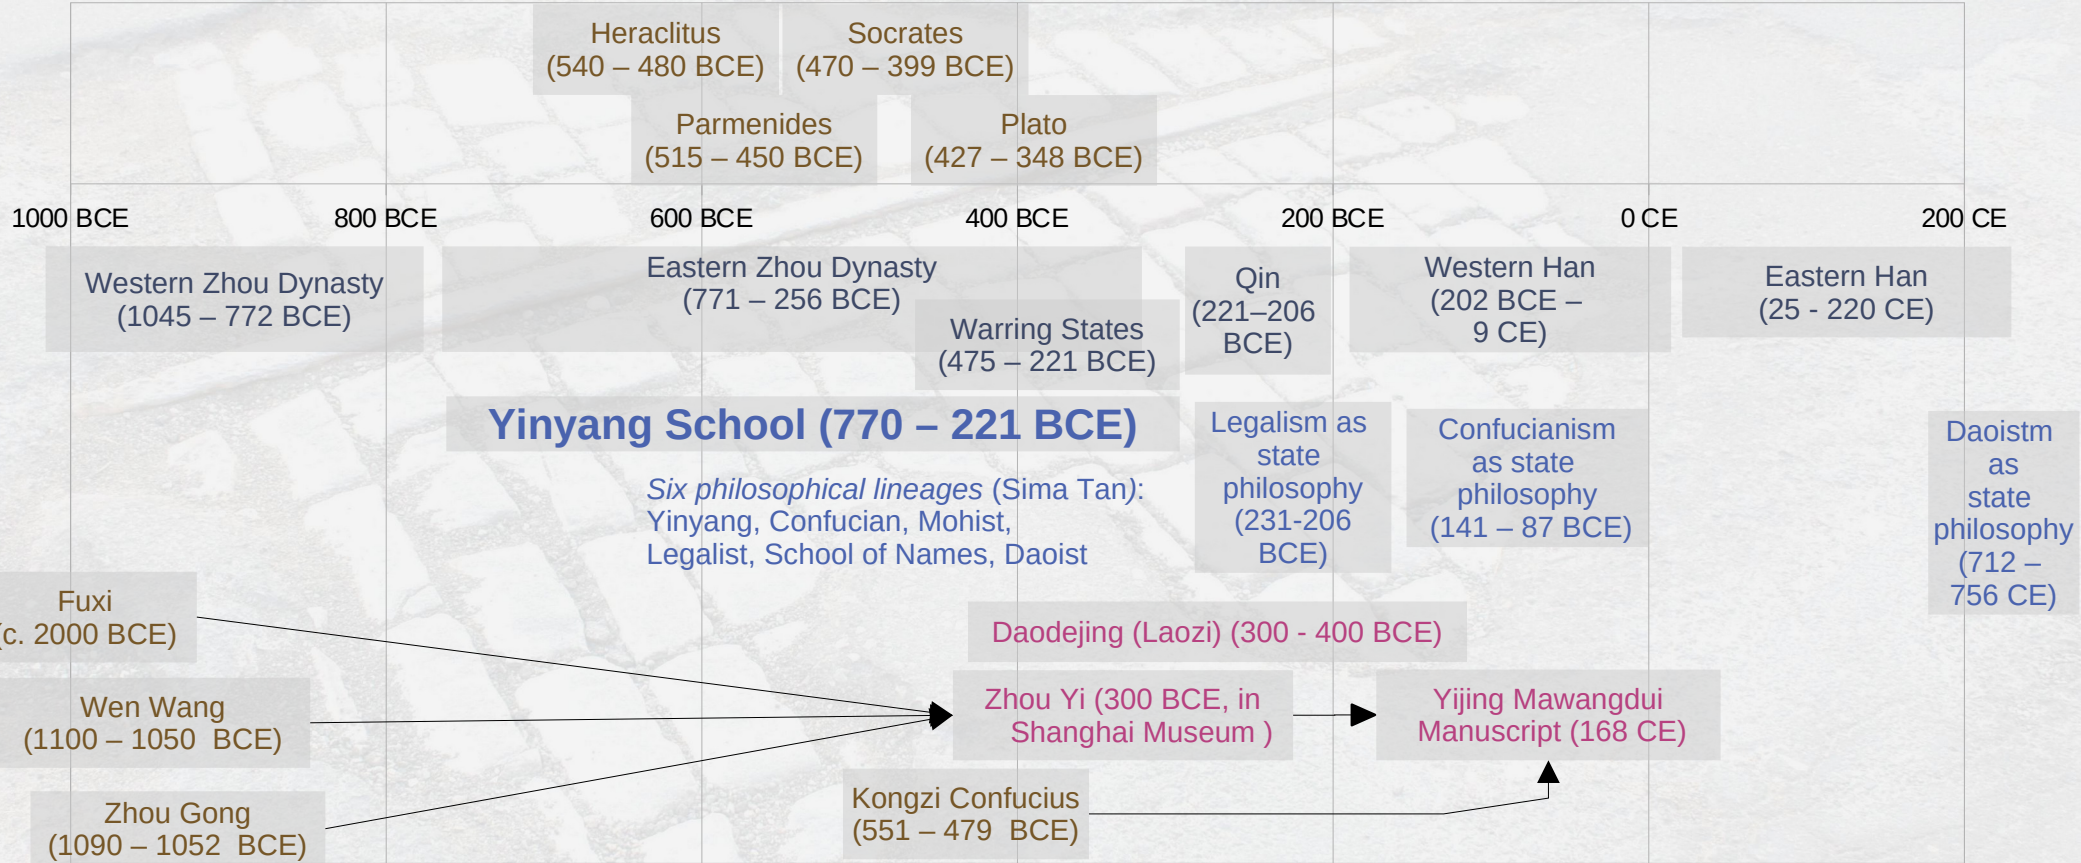 Heraclitus
(540 – 480 BCE)
Socrates
(470 – 399 BCE)
Parmenides
(515 – 450 BCE)
Plato
(427 – 348 BCE)
1000 BCE
800 BCE
600 BCE
400 BCE
200 BCE
0 CE
200 CE
Western Zhou Dynasty
(1045 – 772 BCE)
Eastern Zhou Dynasty
(771 – 256 BCE)
Warring States
(475 – 221 BCE)
Qin
(221–206
BCE)
Western Han
(202 BCE –
9 CE)
Eastern Han
(25 - 220 CE)
Yinyang School (770 – 221 BCE)
Six philosophical lineages (Sima Tan):
Yinyang, Confucian, Mohist,
Legalist, School of Names, Daoist
Legalism as
state
philosophy
(231-206
BCE)
Confucianism
as state
philosophy
(141 – 87 BCE)
Daoistm
as
state
philosophy
(712 –
756 CE)
Fuxi
(c. 2000 BCE)
Wen Wang
(1100 – 1050 BCE)
Zhou Gong
(1090 – 1052 BCE)
Daodejing (Laozi) (300 - 400 BCE)
Zhou Yi (300 BCE, in
Shanghai Museum )
Yijing Mawangdui
Manuscript (168 CE)
Kongzi Confucius
(551 – 479 BCE)